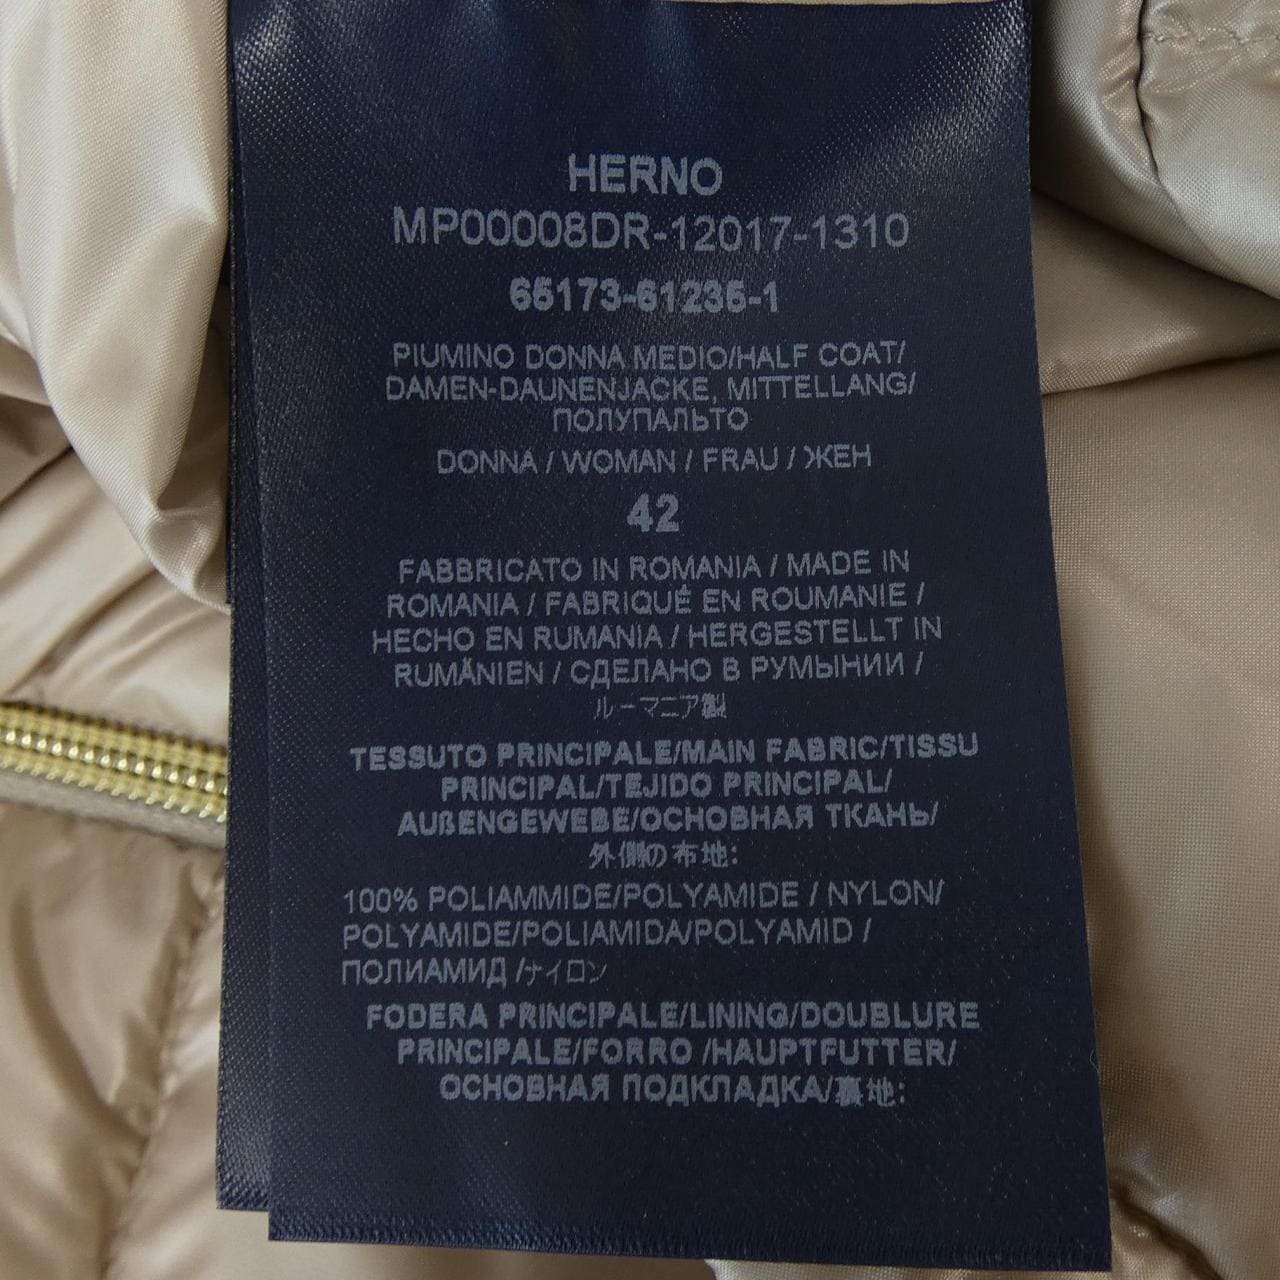 HERNO
MP00008DR-12017-1310
65173-61235-1
PIUMINO DONNA MEDIO/HALF COAT/
DAMEN-DAUNENJACKE, MITTELLANG/
ПОЛУПАЛЬТО
DONNA / WOMAN / FRAU / ЖЕН
42
FABBRICATO IN ROMANIA / MADE IN
ROMANIA / FABRIQUÉ EN ROUMANIE /
HECHO EN RUMANIA / HERGESTELLT IN
RUMÄNIEN / СДЕЛАНО В РУМЫНИИ /
ルーマニア製
TESSUTO PRINCIPALE/MAIN FABRIC/TISSU
PRINCIPAL/TEJIDO PRINCIPAL/
AUßENGEWEBE/ОСНОВНАЯ ТКАНЬ/
外側の布地:
100% POLIAMMIDE/POLYAMIDE / NYLON/
POLYAMIDE/POLIAMIDA/POLYAMID /
ПОЛИАМИД /ナイロン
FODERA PRINCIPALE/LINING/DOUBLURE
PRINCIPALE/FORRO /HAUPTFUTTER/
ОСНОВНАЯ ПОДКЛАДКА/裏地: